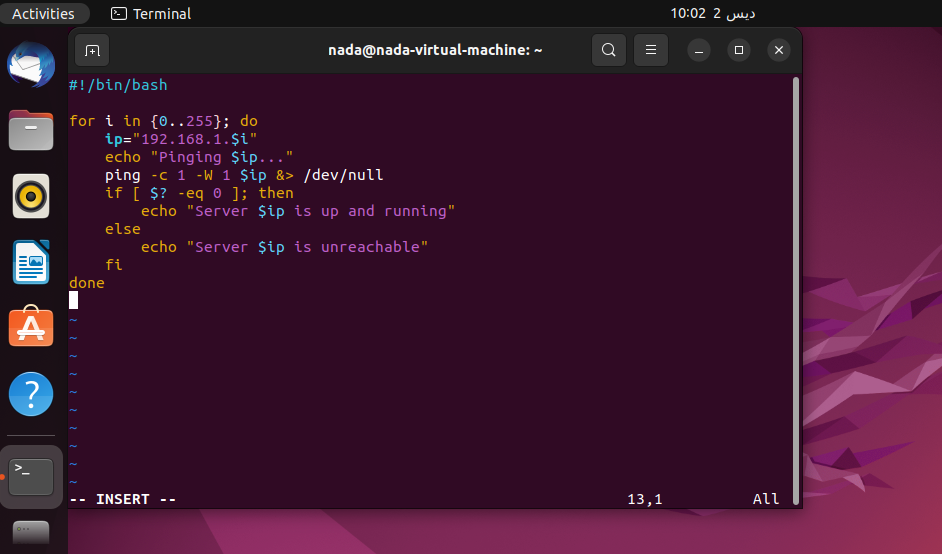 Activities Terminal 10:02 2 ديس
nada@nada-virtual-machine: ~
#!/bin/bash
for i in {0..255}; do
    ip="192.168.1.$i"
    echo "Pinging $ip..."
    ping -c 1 -W 1 $ip &> /dev/null
    if [ $? -eq 0 ]; then
        echo "Server $ip is up and running"
    else
        echo "Server $ip is unreachable"
    fi
done
~
~
~
~
~
~
~
~
~
~
-- INSERT -- 13,1 All